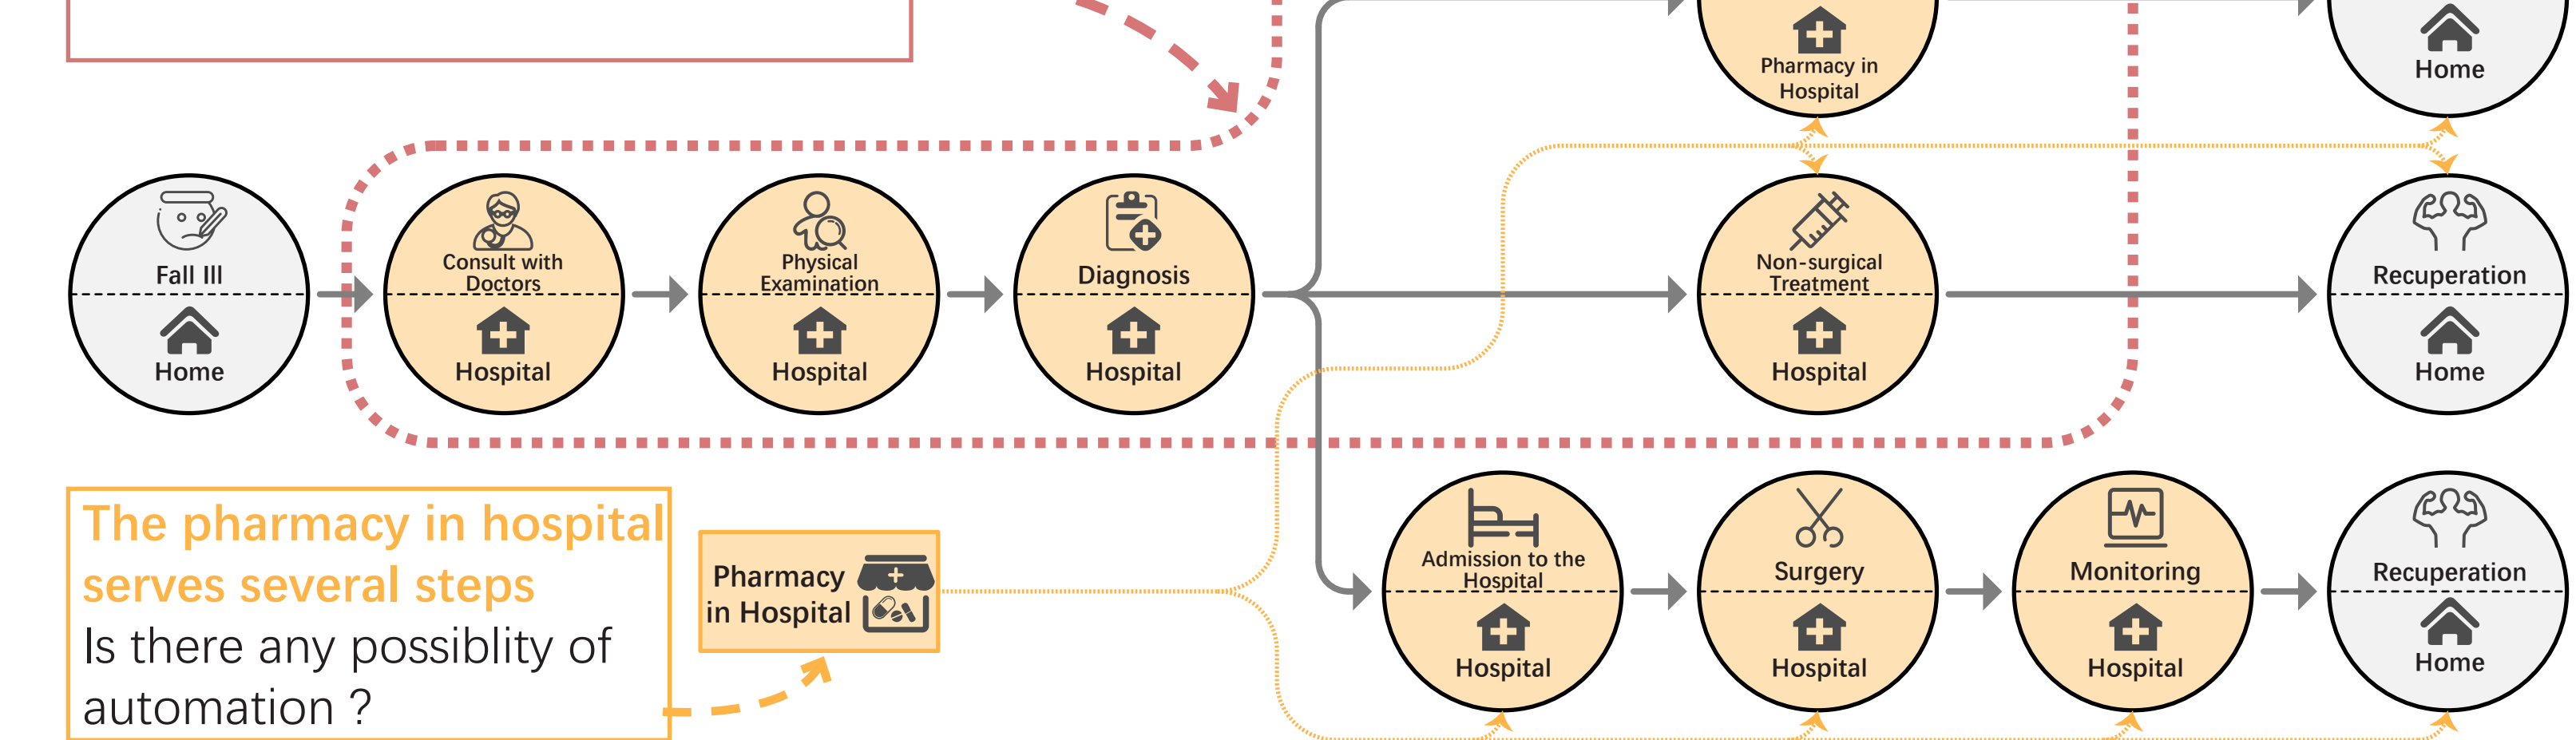 Pharmacy in
Hospital
Home
Fall Ill
Home
Consult with
Doctors
Hospital
Physical
Examination
Hospital
Diagnosis
Hospital
Non-surgical
Treatment
Hospital
Recuperation
Home
The pharmacy in hospital
serves several steps
Is there any possiblity of
automation ?
Pharmacy
in Hospital
Admission to the
Hospital
Hospital
Surgery
Hospital
Monitoring
Hospital
Recuperation
Home